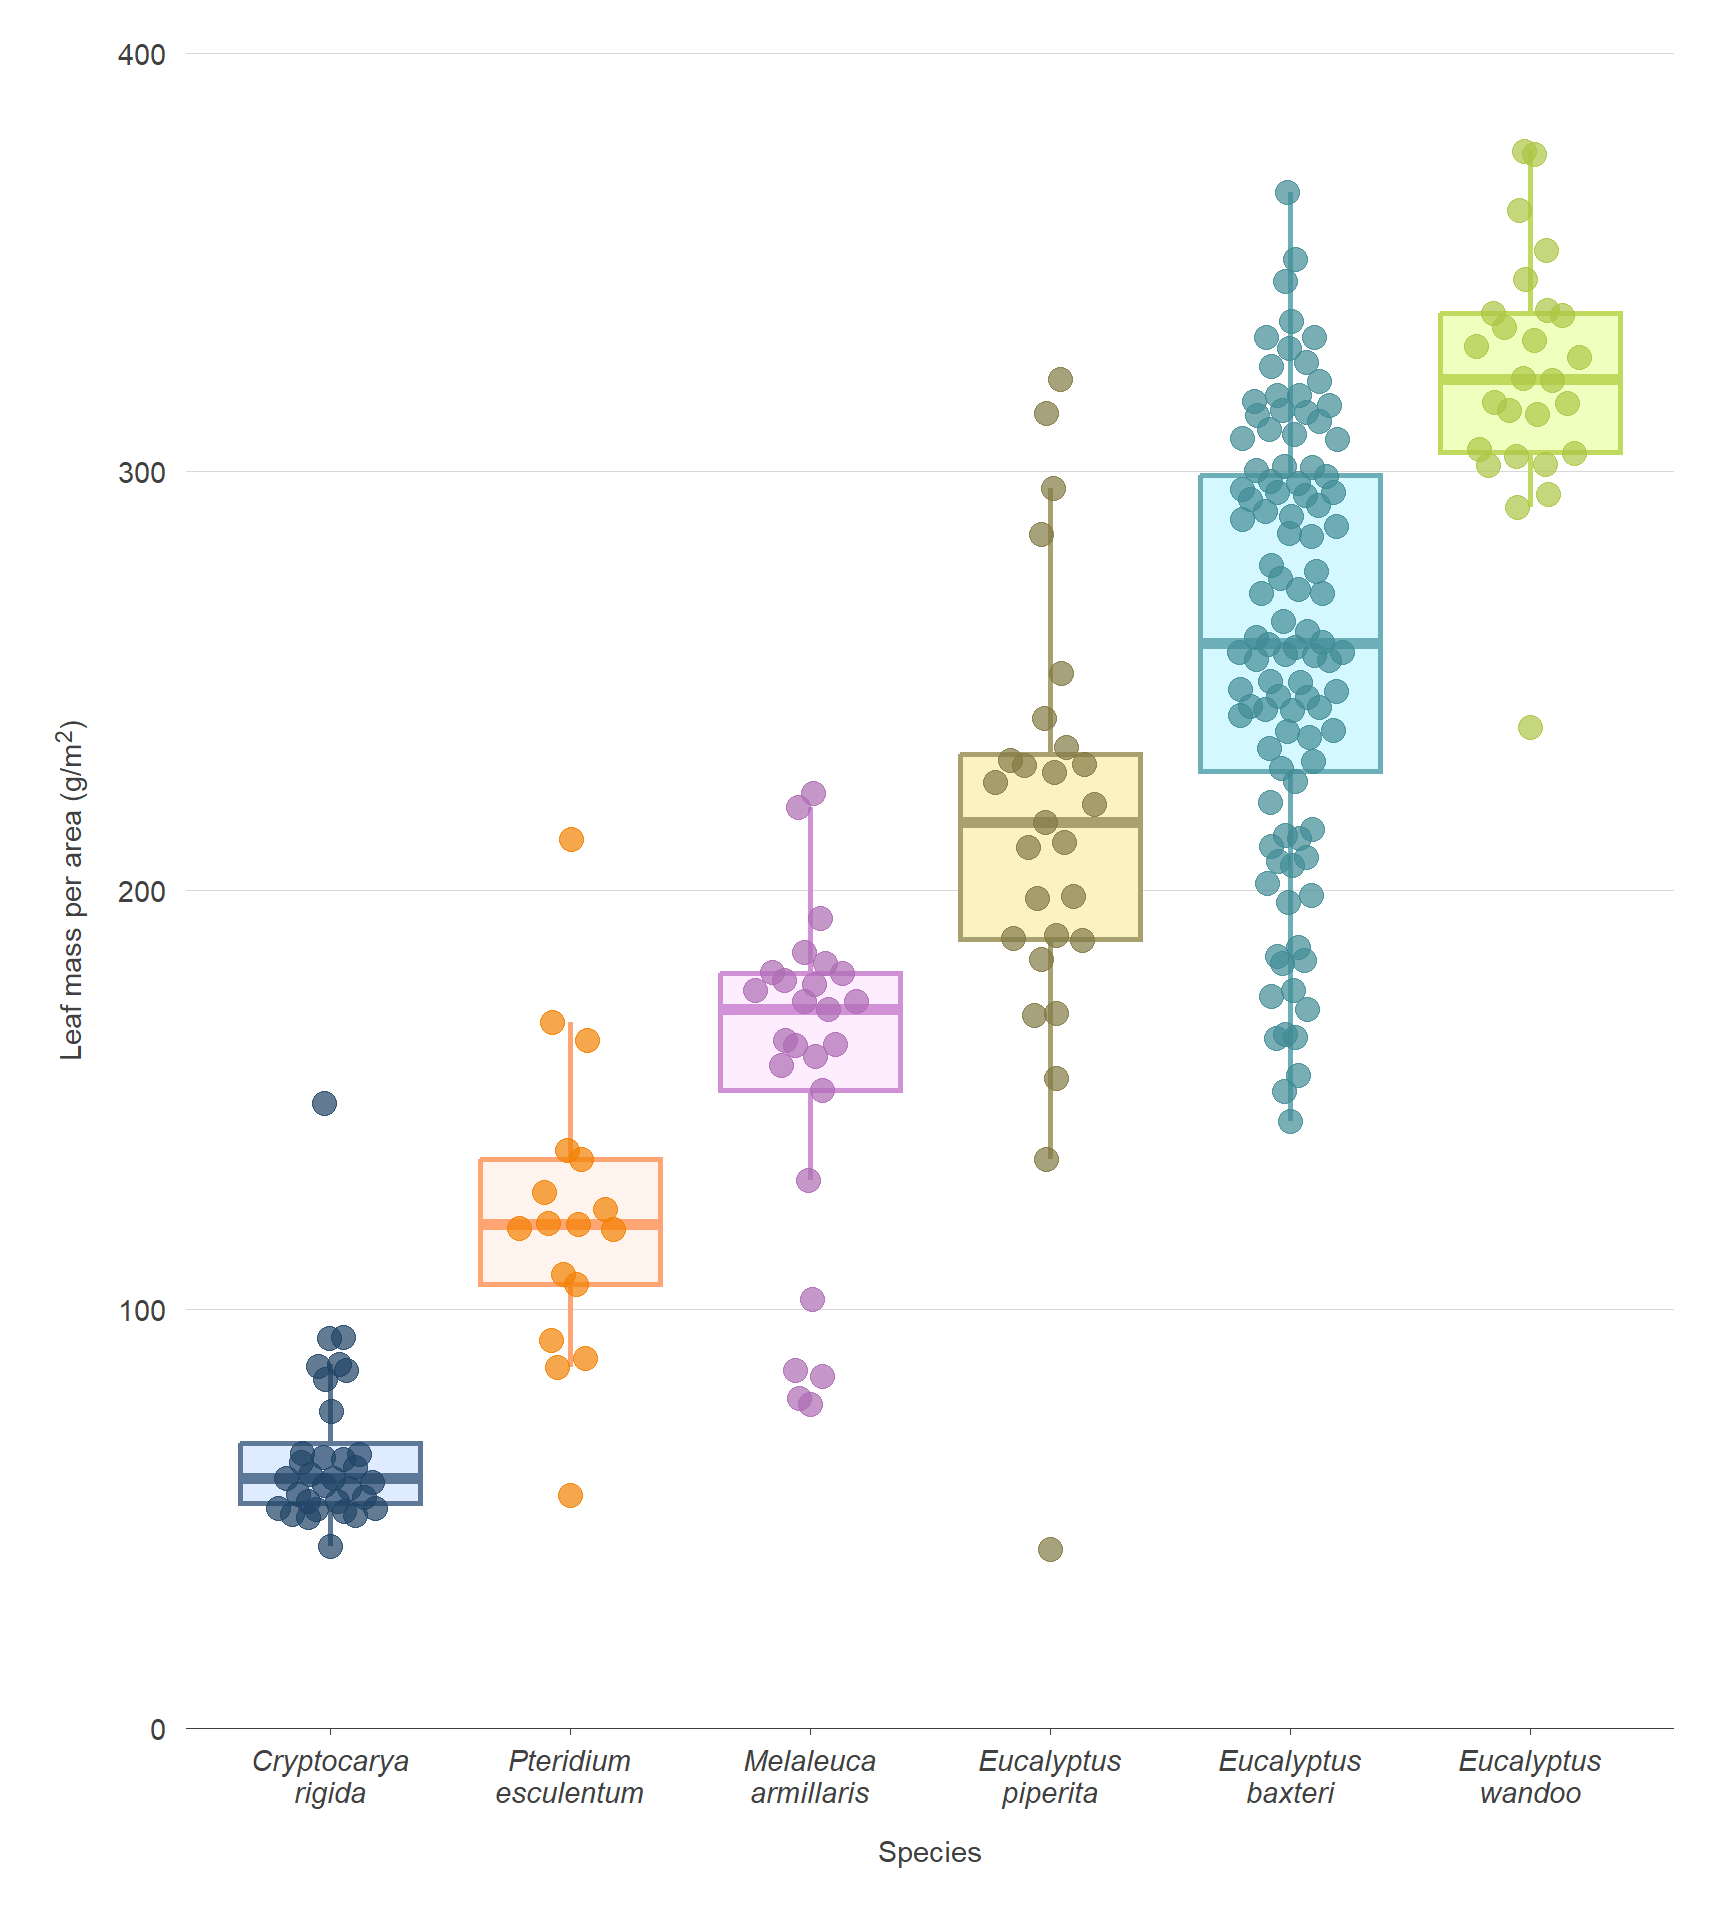 400
300
200
100
0
Leaf mass per area (g/m²)
Cryptocarya rigida
Pteridium esculentum
Melaleuca armillaris
Eucalyptus piperita
Eucalyptus baxteri
Eucalyptus wandoo
Species